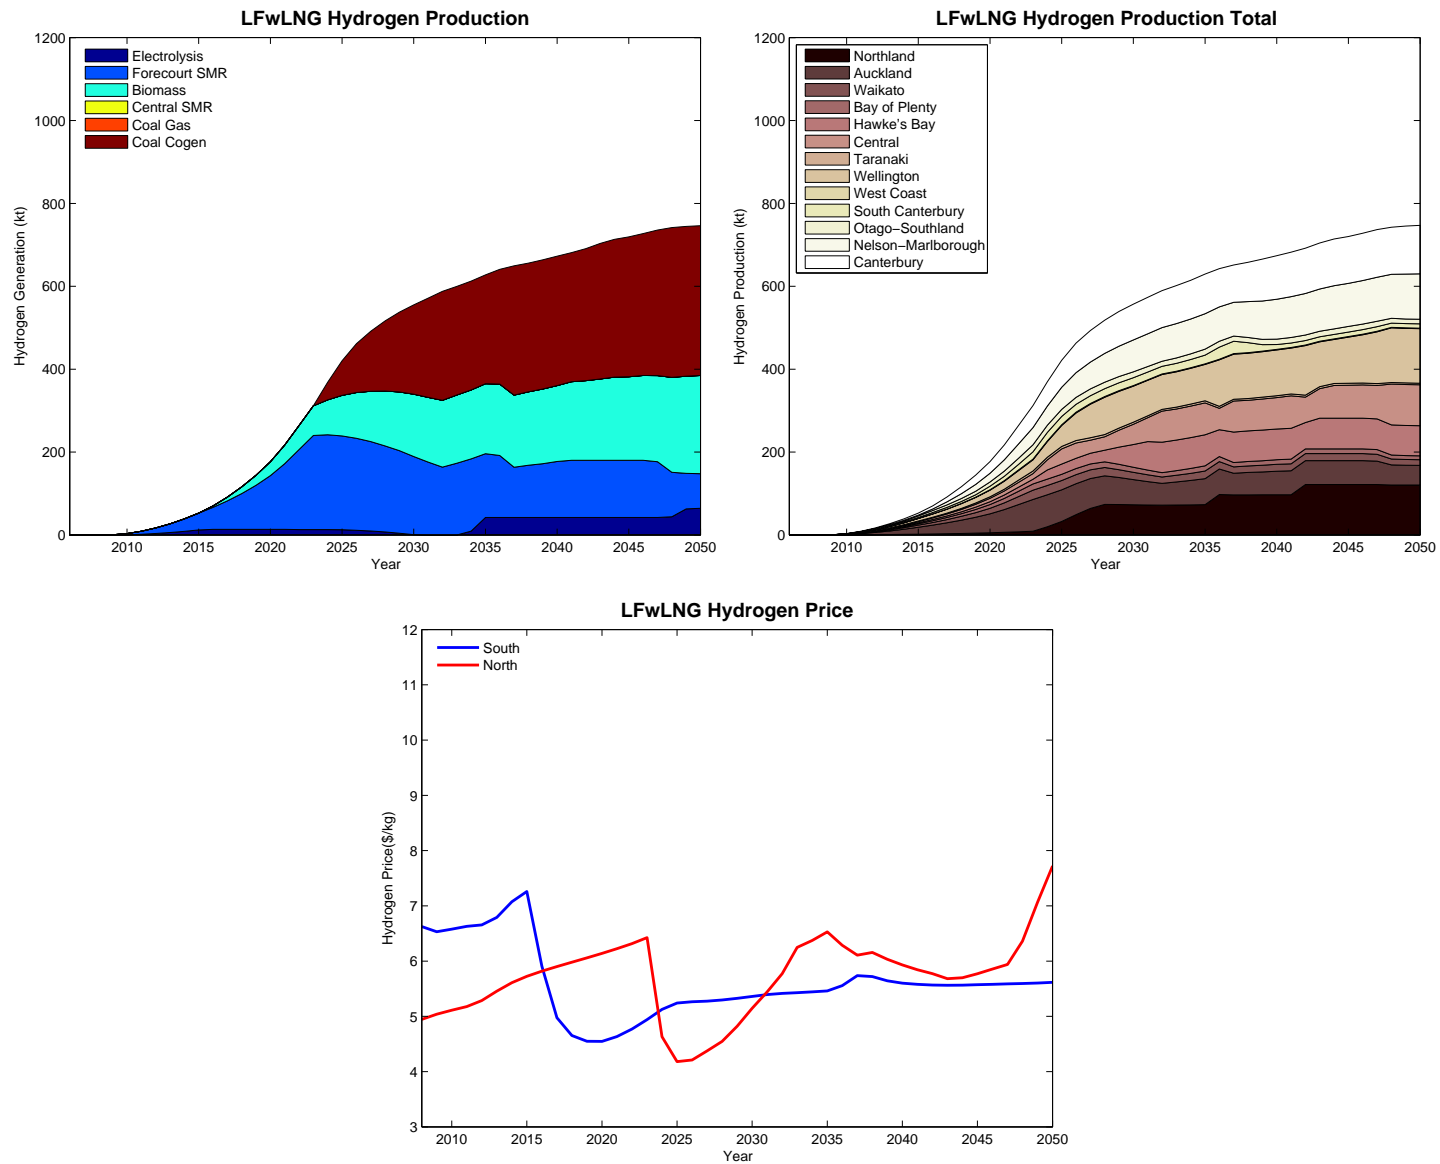 LFwLNG Hydrogen Production
1200
1000
800
600
400
200
0
Hydrogen Generation (kt)
Electrolysis
Forecourt SMR
Biomass
Central SMR
Coal Gas
Coal Cogen
2010 2015 2020 2025 2030 2035 2040 2045 2050
Year
LFwLNG Hydrogen Production Total
1200
1000
800
600
400
200
0
Hydrogen Production (kt)
Northland
Auckland
Waikato
Bay of Plenty
Hawke's Bay
Central
Taranaki
Wellington
West Coast
South Canterbury
Otago−Southland
Nelson−Marlborough
Canterbury
2010 2015 2020 2025 2030 2035 2040 2045 2050
Year
LFwLNG Hydrogen Price
12
11
10
9
8
7
6
5
4
3
Hydrogen Price($/kg)
South
North
2010 2015 2020 2025 2030 2035 2040 2045 2050
Year